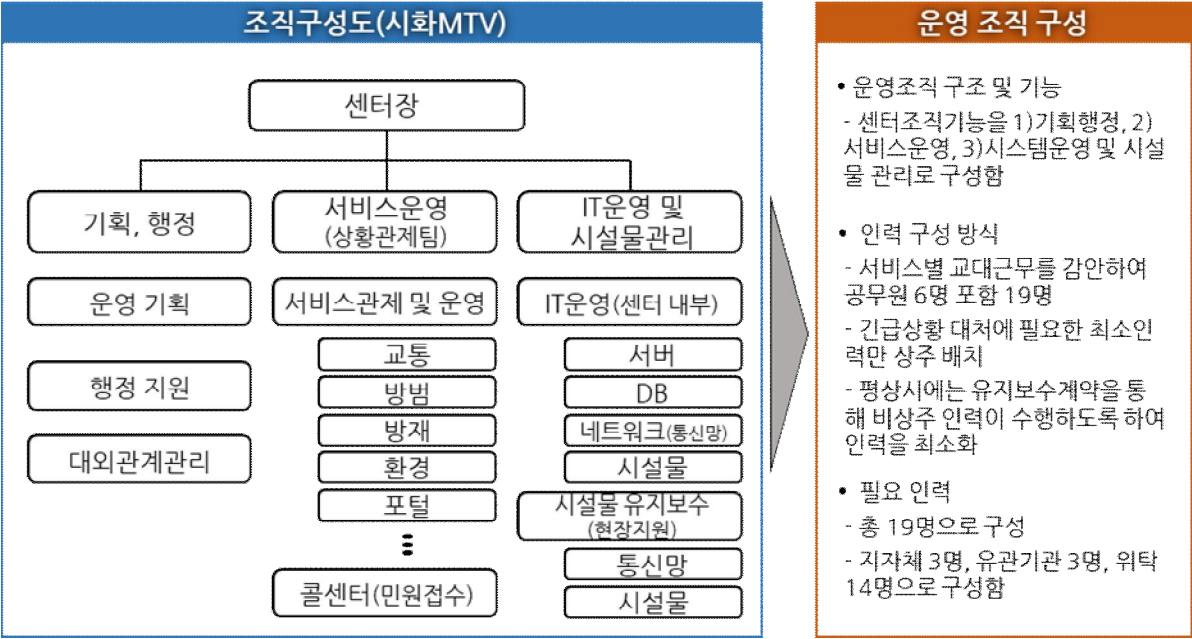 조직구성도(시화MTV)
센터장
기획, 행정
운영 기획
행정 지원
대외관계관리
서비스운영
(상황관제팀)
서비스관제 및 운영
교통
방범
방재
환경
포털
콜센터(민원접수)
IT운영 및
시설물관리
IT운영(센터 내부)
서버
DB
네트워크(통신망)
시설물
시설물 유지보수
(현장지원)
통신망
시설물
운영 조직 구성
• 운영조직 구조 및 기능
- 센터조직기능을 1)기획행정, 2)
서비스운영, 3)시스템운영 및 시설
물 관리로 구성함
• 인력 구성 방식
- 서비스별 교대근무를 감안하여
공무원 6명 포함 19명
- 긴급상황 대처에 필요한 최소인
력만 상주 배치
- 평상시에는 유지보수계약을 통
해 비상주 인력이 수행하도록 하여
인력을 최소화
• 필요 인력
- 총 19명으로 구성
- 지자체 3명, 유관기관 3명, 위탁
14명으로 구성함